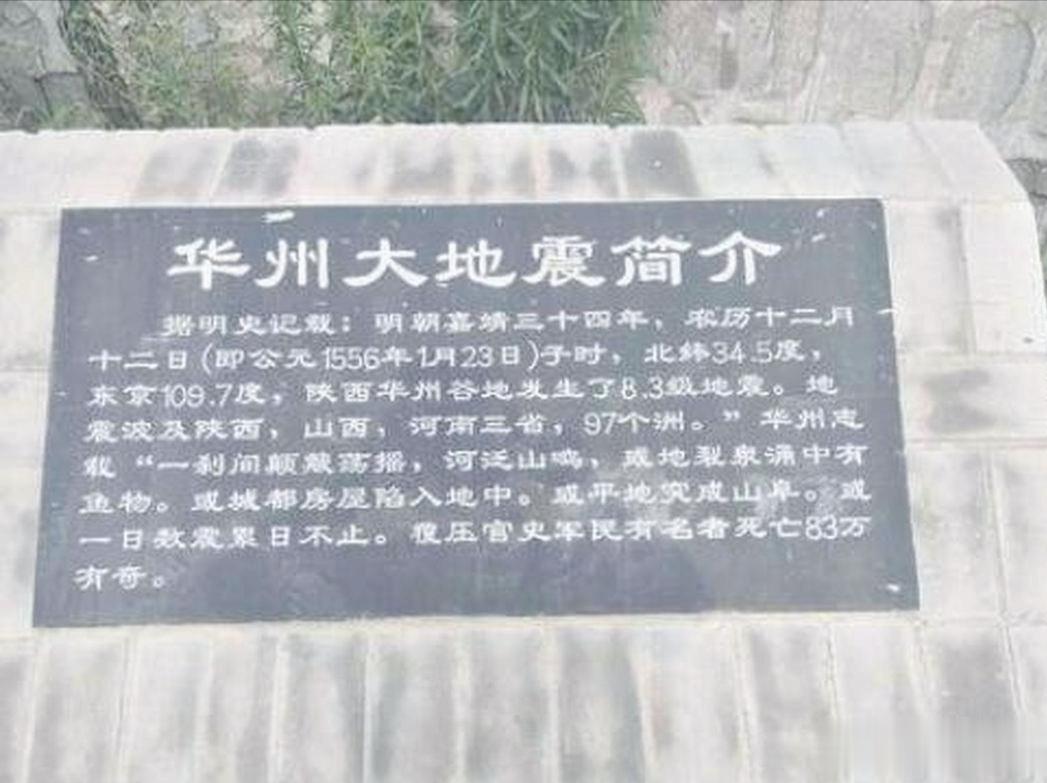 华州大地震简介
据明史记载：明朝嘉靖三十四年，农历十二月
十二日(即公元1556年1月23日)子时，北纬34.5度，
东京109.7度，陕西华州谷地发生了8.3级地震。地
震波及陕西，山西，河南三省，97个洲。”华州志
载“一刹间颠簸荡摇，河泛山鸣，或地裂泉涌中有
鱼物。或城都房屋陷入地中。或平地突成山阜。或
一日数震累日不止。覆压官史军民有名者死亡83万
有奇。